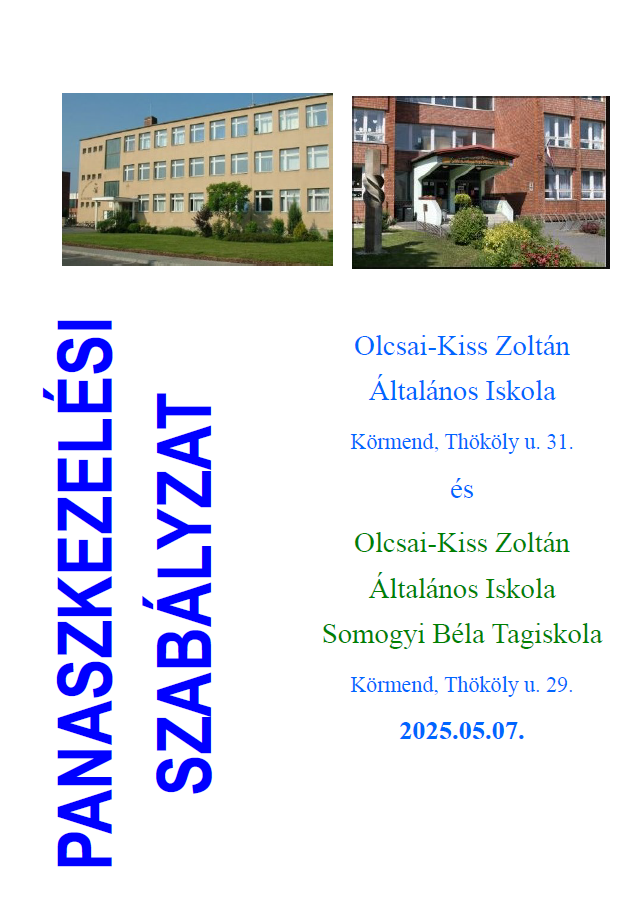 PANASZKEZELÉSI
SZABÁLYZAT
Olcsai-Kiss Zoltán
Általános Iskola
Körmend, Thököly u. 31.
és
Olcsai-Kiss Zoltán
Általános Iskola
Somogyi Béla Tagiskola
Körmend, Thököly u. 29.
2025.05.07.